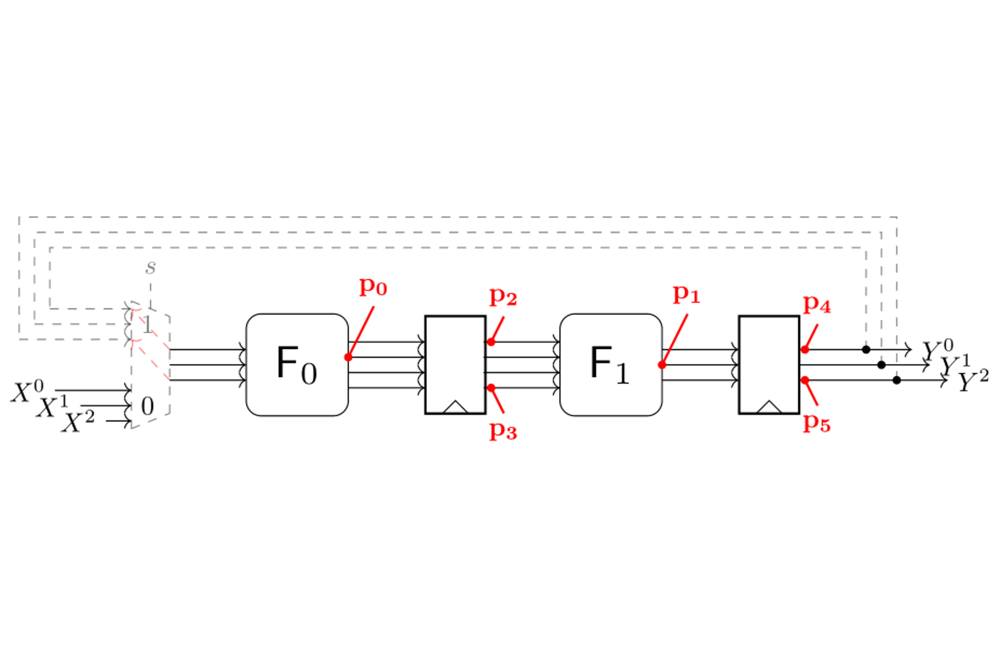 s
p₀
p₂
p₁
p₄
1
F₀
F₁
Y⁰
Y¹
Y²
X⁰
X¹
X²
0
p₃
p₅